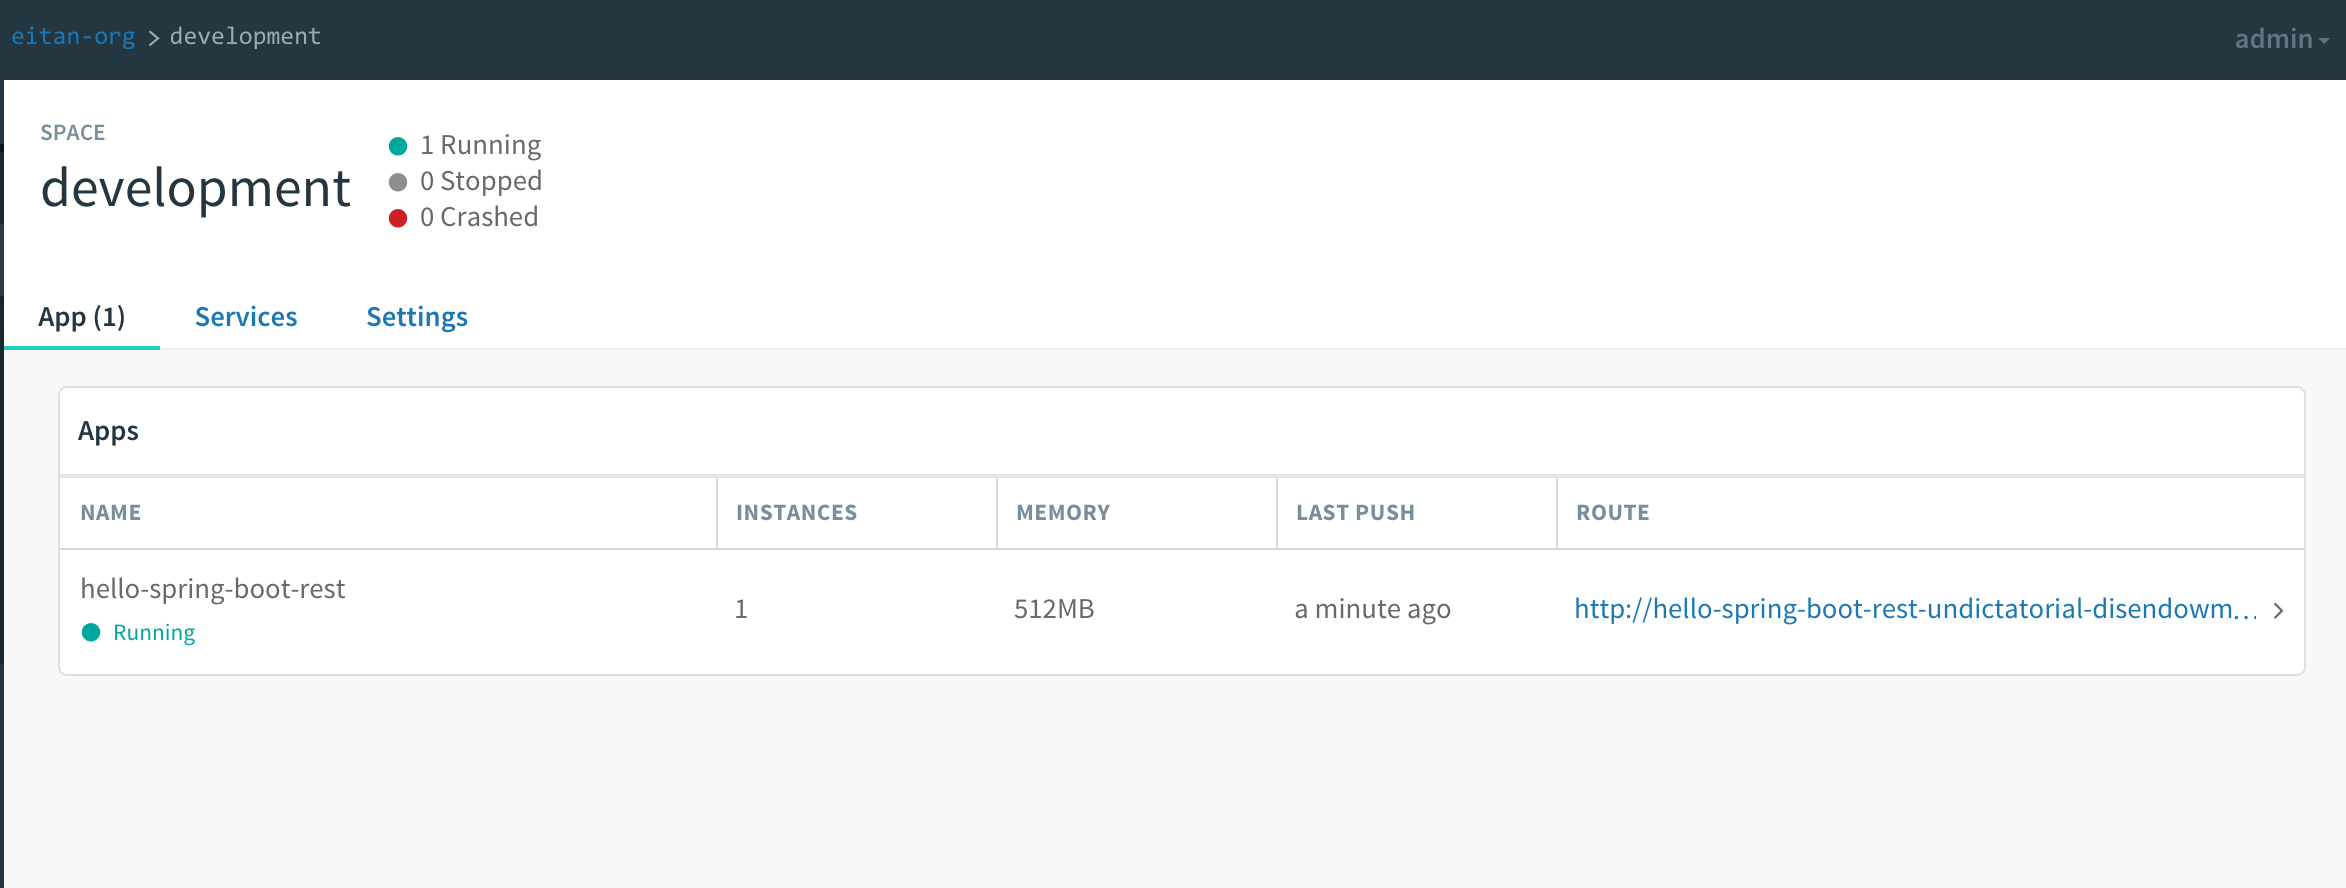 eitan-org > development
admin
SPACE
development
1 Running
0 Stopped
0 Crashed
App (1) Services Settings
Apps
NAME INSTANCES MEMORY LAST PUSH ROUTE
hello-spring-boot-rest
Running
1 512MB a minute ago http://hello-spring-boot-rest-undictatorial-disendowm...